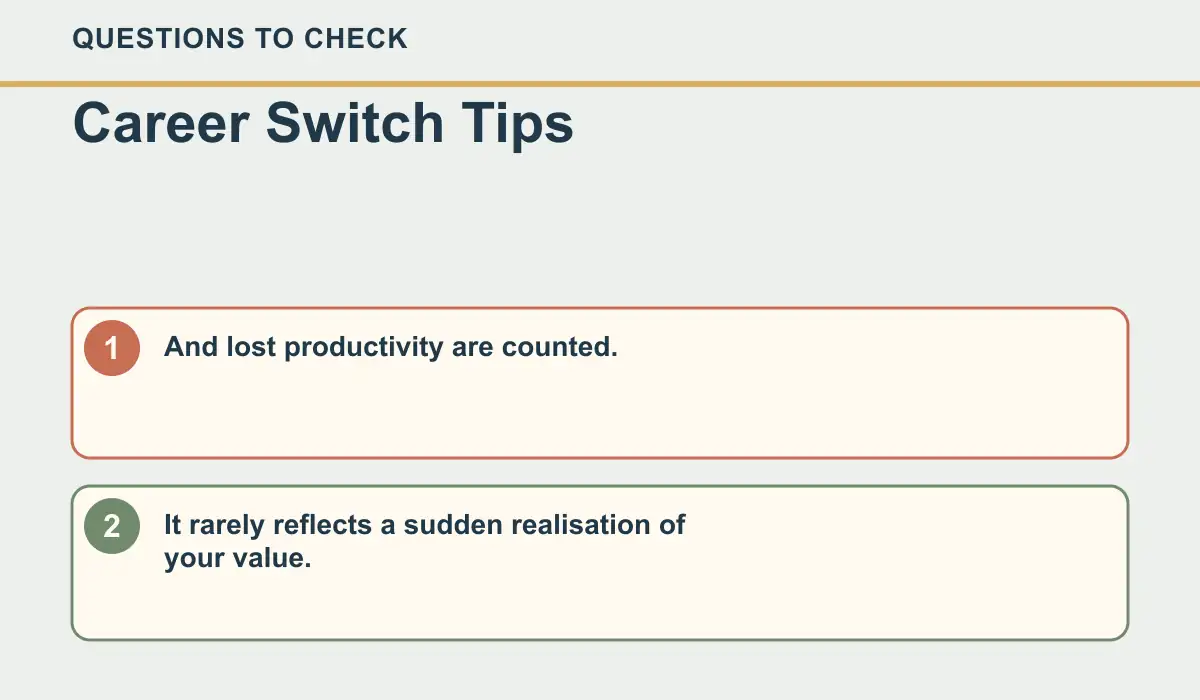 QUESTIONS TO CHECK
Career Switch Tips
1
And lost productivity are counted.
2
It rarely reflects a sudden realisation of
your value.